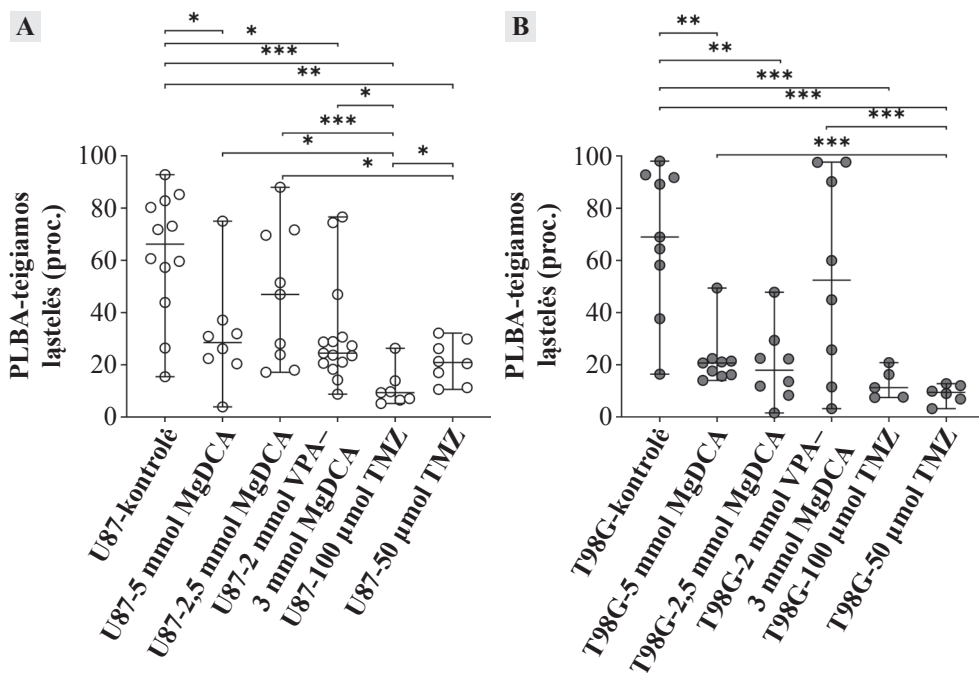 A
B
*
*
***
**
*
***
*
*
*
**
**
***
***
***
***
PLBA-teigiamos
ląstelės (proc.)
100
80
60
40
20
0
U87-kontrolė
U87-5 mmol MgDCA
U87-2,5 mmol MgDCA
U87-2 mmol VPA–
3 mmol MgDCA
U87-100 µmol TMZ
U87-50 µmol TMZ
PLBA-teigiamos
ląstelės (proc.)
100
80
60
40
20
0
T98G-kontrolė
T98G-5 mmol MgDCA
T98G-2,5 mmol MgDCA
T98G-2 mmol VPA–
3 mmol MgDCA
T98G-100 µmol TMZ
T98G-50 µmol TMZ